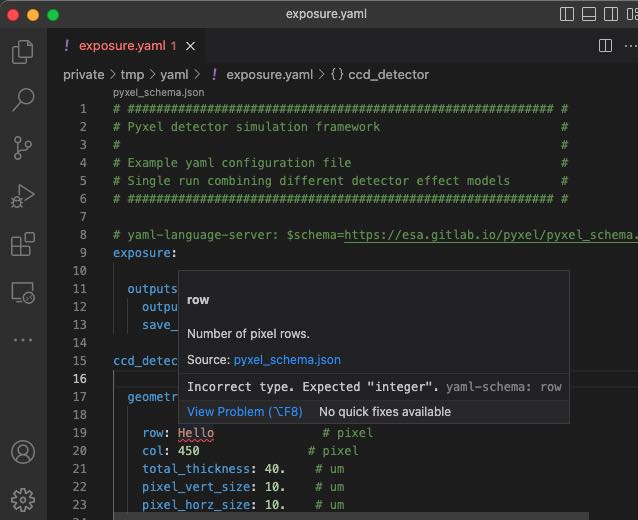 exposure.yaml
! exposure.yaml 1
private > tmp > yaml > ! exposure.yaml > {} ccd_detector
pyxel_schema.json
1 # ########################################################### #
2 # Pyxel detector simulation framework #
3 # #
4 # Example yaml configuration file #
5 # Single run combining different detector effect models #
6 # ########################################################### #
7
8 # yaml-language-server: $schema=https://esa.gitlab.io/pyxel/pyxel_schema.
9 exposure:
10
11 outputs
12 outpu
13 save_
14
15 ccd_detec
16
17 geometr
18
row
Number of pixel rows.
Source: pyxel_schema.json
Incorrect type. Expected "integer". yaml-schema: row
View Problem (⌥F8) No quick fixes available
19 row: Hello # pixel
20 col: 450 # pixel
21 total_thickness: 40. # um
22 pixel_vert_size: 10. # um
23 pixel_horz_size: 10. # um